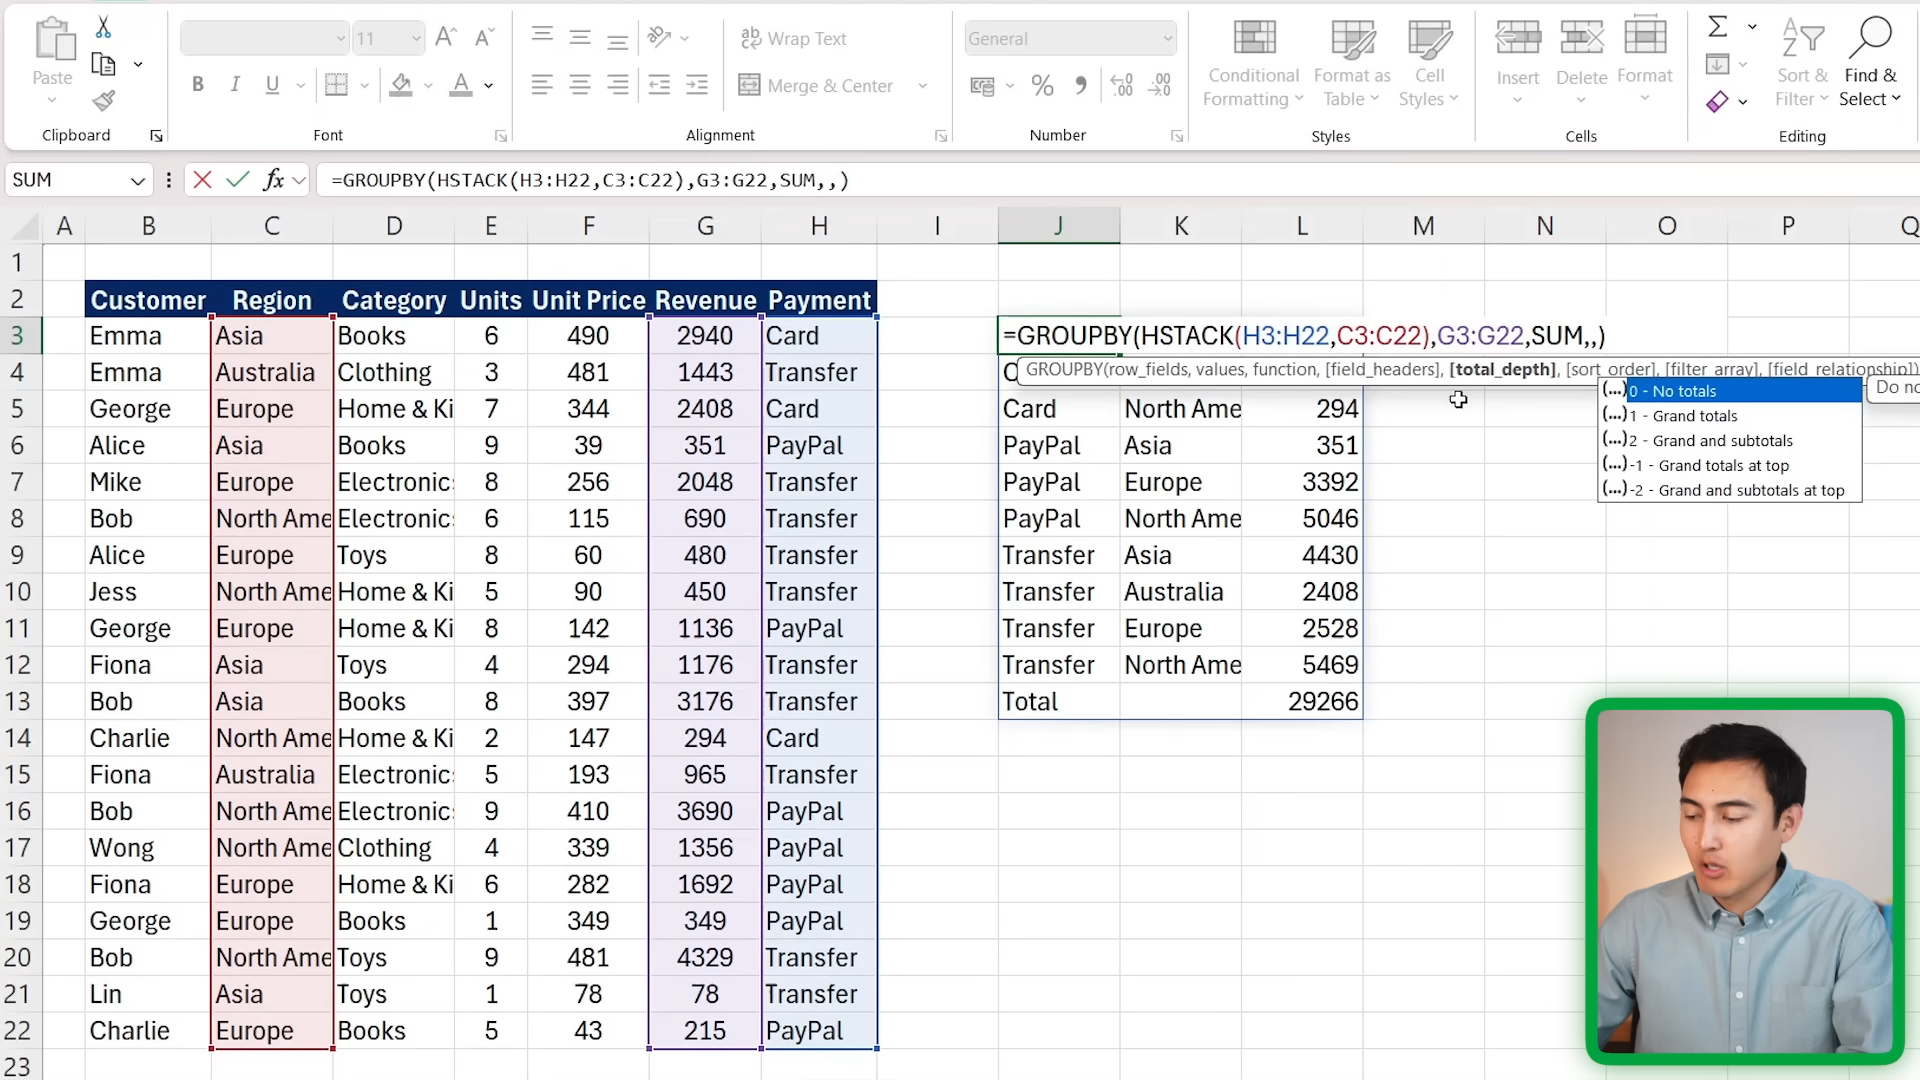 Paste
Clipboard
11
B I U
Font
Wrap Text
Merge & Center
Alignment
General
Number
Conditional Formatting
Format as Table
Cell Styles
Styles
Insert
Delete
Format
Cells
Sort & Filter
Find & Select
Editing
SUM
fx
=GROUPBY(HSTACK(H3:H22,C3:C22),G3:G22,SUM,,)
A B C D E F G H I J K L M N O P Q
1
2 Customer Region Category Units Unit Price Revenue Payment
3 Emma Asia Books 6 490 2940 Card =GROUPBY(HSTACK(H3:H22,C3:C22),G3:G22,SUM,,)
4 Emma Australia Clothing 3 481 1443 Transfer C GROUPBY(row_fields, values, function, [field_headers], [total_depth], [sort_order], [filter_array], [field_relationship])
(...) 0 - No totals
Do no
(...) 1 - Grand totals
(...) 2 - Grand and subtotals
(...) -1 - Grand totals at top
(...) -2 - Grand and subtotals at top
5 George Europe Home & Ki 7 344 2408 Card Card North Ame 294
6 Alice Asia Books 9 39 351 PayPal PayPal Asia 351
7 Mike Europe Electronic 8 256 2048 Transfer PayPal Europe 3392
8 Bob North Ame Electronic 6 115 690 Transfer PayPal North Ame 5046
9 Alice Europe Toys 8 60 480 Transfer Transfer Asia 4430
10 Jess North Ame Home & Ki 5 90 450 Transfer Transfer Australia 2408
11 George Europe Home & Ki 8 142 1136 PayPal Transfer Europe 2528
12 Fiona Asia Toys 4 294 1176 Transfer Transfer North Ame 5469
13 Bob Asia Books 8 397 3176 Transfer Total 29266
14 Charlie North Ame Home & Ki 2 147 294 Card
15 Fiona Australia Electronic 5 193 965 Transfer
16 Bob North Ame Electronic 9 410 3690 PayPal
17 Wong North Ame Clothing 4 339 1356 PayPal
18 Fiona Europe Home & Ki 6 282 1692 PayPal
19 George Europe Books 1 349 349 PayPal
20 Bob North Ame Toys 9 481 4329 Transfer
21 Lin Asia Toys 1 78 78 Transfer
22 Charlie Europe Books 5 43 215 PayPal
23